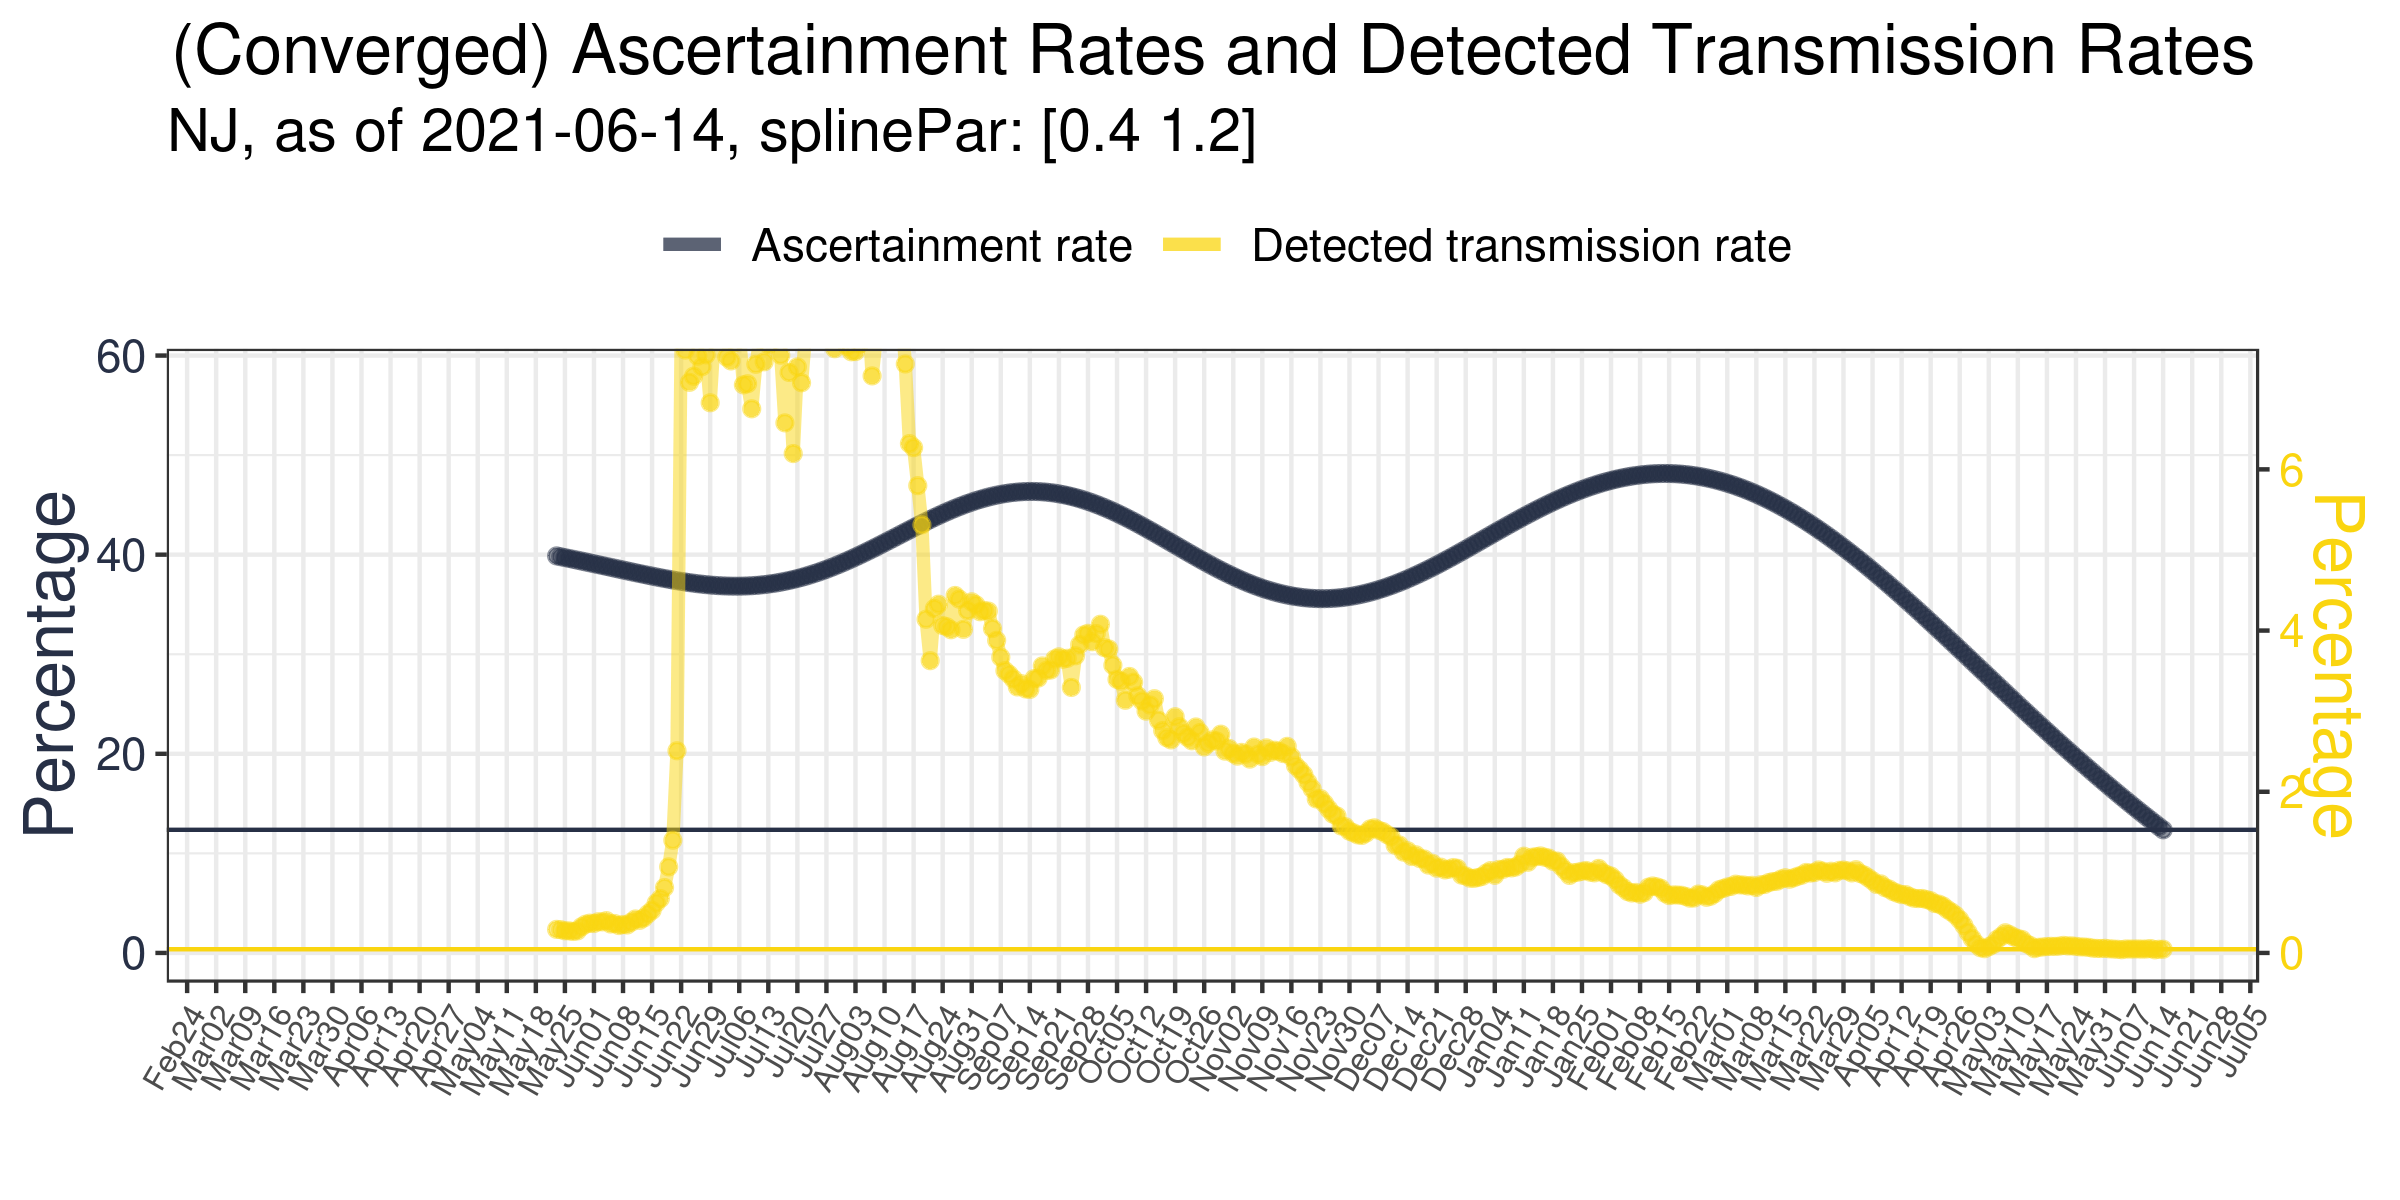 (Converged) Ascertainment Rates and Detected Transmission Rates
NJ, as of 2021-06-14, splinePar: [0.4 1.2]
Ascertainment rate Detected transmission rate
Percentage
60
40
20
0
6
4
2
0
Percentage
Feb24 Mar02 Mar09 Mar16 Mar23 Mar30 Apr06 Apr13 Apr20 Apr27 May04 May11 May18 May25 Jun01 Jun08 Jun15 Jun22 Jun29 Jul06 Jul13 Jul20 Jul27 Aug03 Aug10 Aug17 Aug24 Aug31 Sep07 Sep14 Sep21 Sep28 Oct05 Oct12 Oct19 Oct26 Nov02 Nov09 Nov16 Nov23 Nov30 Dec07 Dec14 Dec21 Dec28 Jan04 Jan11 Jan18 Jan25 Feb01 Feb08 Feb15 Feb22 Mar01 Mar08 Mar15 Mar22 Mar29 Apr05 Apr12 Apr19 Apr26 May03 May10 May17 May24 May31 Jun07 Jun14 Jun21 Jun28 Jul05